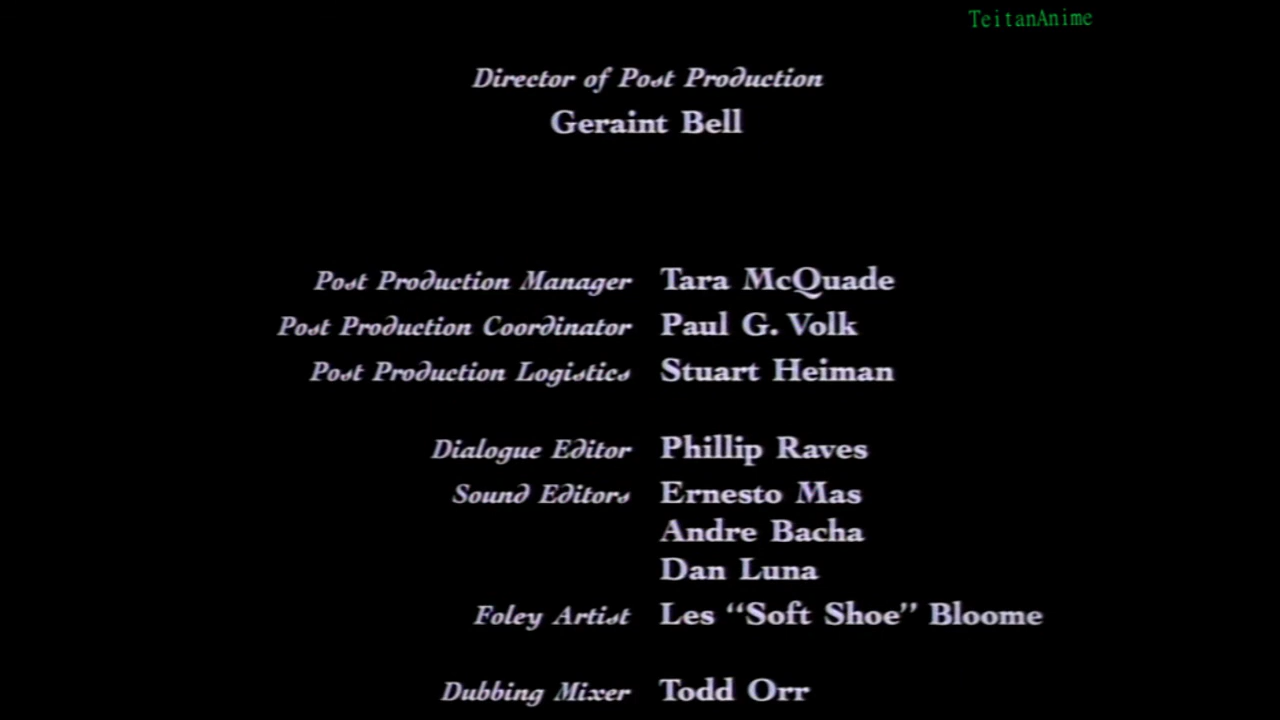 TeitanAnime
Director of Post Production
Geraint Bell
Post Production Manager Tara McQuade
Post Production Coordinator Paul G. Volk
Post Production Logistics Stuart Heiman
Dialogue Editor Phillip Raves
Sound Editors Ernesto Mas
Andre Bacha
Dan Luna
Foley Artist Les “Soft Shoe” Bloome
Dubbing Mixer Todd Orr